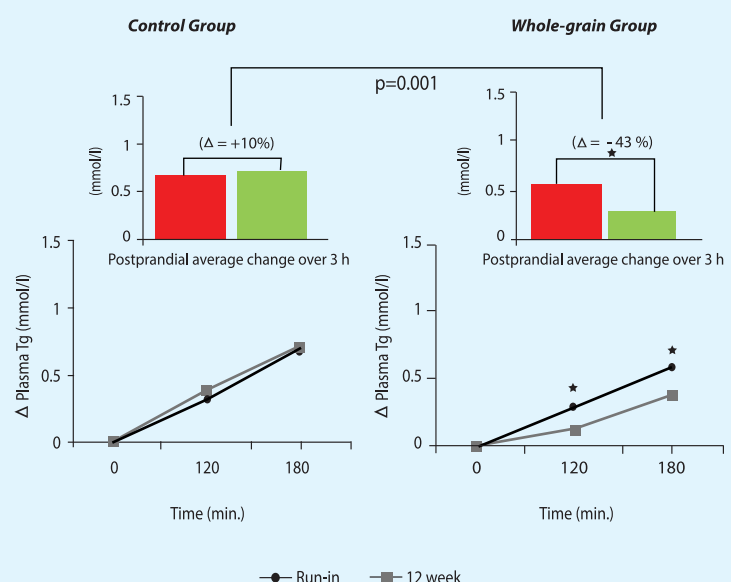 Control Group
Whole-grain Group
p=0.001
1.5
1
0.5
0
(mmol/l)
(Δ = +10%)
Postprandial average change over 3 h
1.5
1
0.5
0
(mmol/l)
(Δ = - 43 %)
★
Postprandial average change over 3 h
1.5
1
0.5
0
Δ Plasma Tg (mmol/l)
0 120 180
Time (min.)
1.5
1
0.5
0
Δ Plasma Tg (mmol/l)
★ ★
0 120 180
Time (min.)
Run-in 12 week